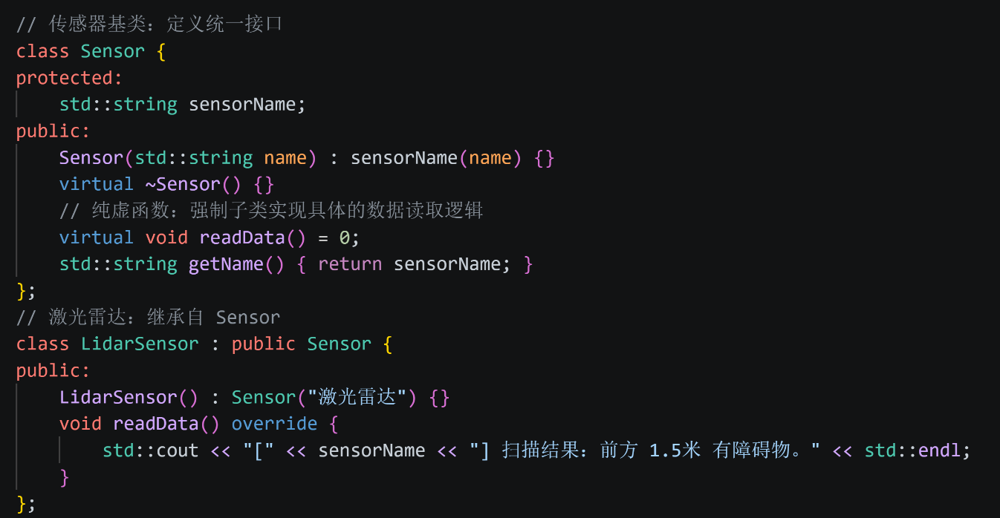 // 传感器基类：定义统一接口
class Sensor {
protected:
    std::string sensorName;
public:
    Sensor(std::string name) : sensorName(name) {}
    virtual ~Sensor() {}
    // 纯虚函数：强制子类实现具体的数据读取逻辑
    virtual void readData() = 0;
    std::string getName() { return sensorName; }
};
// 激光雷达：继承自 Sensor
class LidarSensor : public Sensor {
public:
    LidarSensor() : Sensor("激光雷达") {}
    void readData() override {
        std::cout << "[" << sensorName << "] 扫描结果：前方 1.5米 有障碍物。" << std::endl;
    }
};